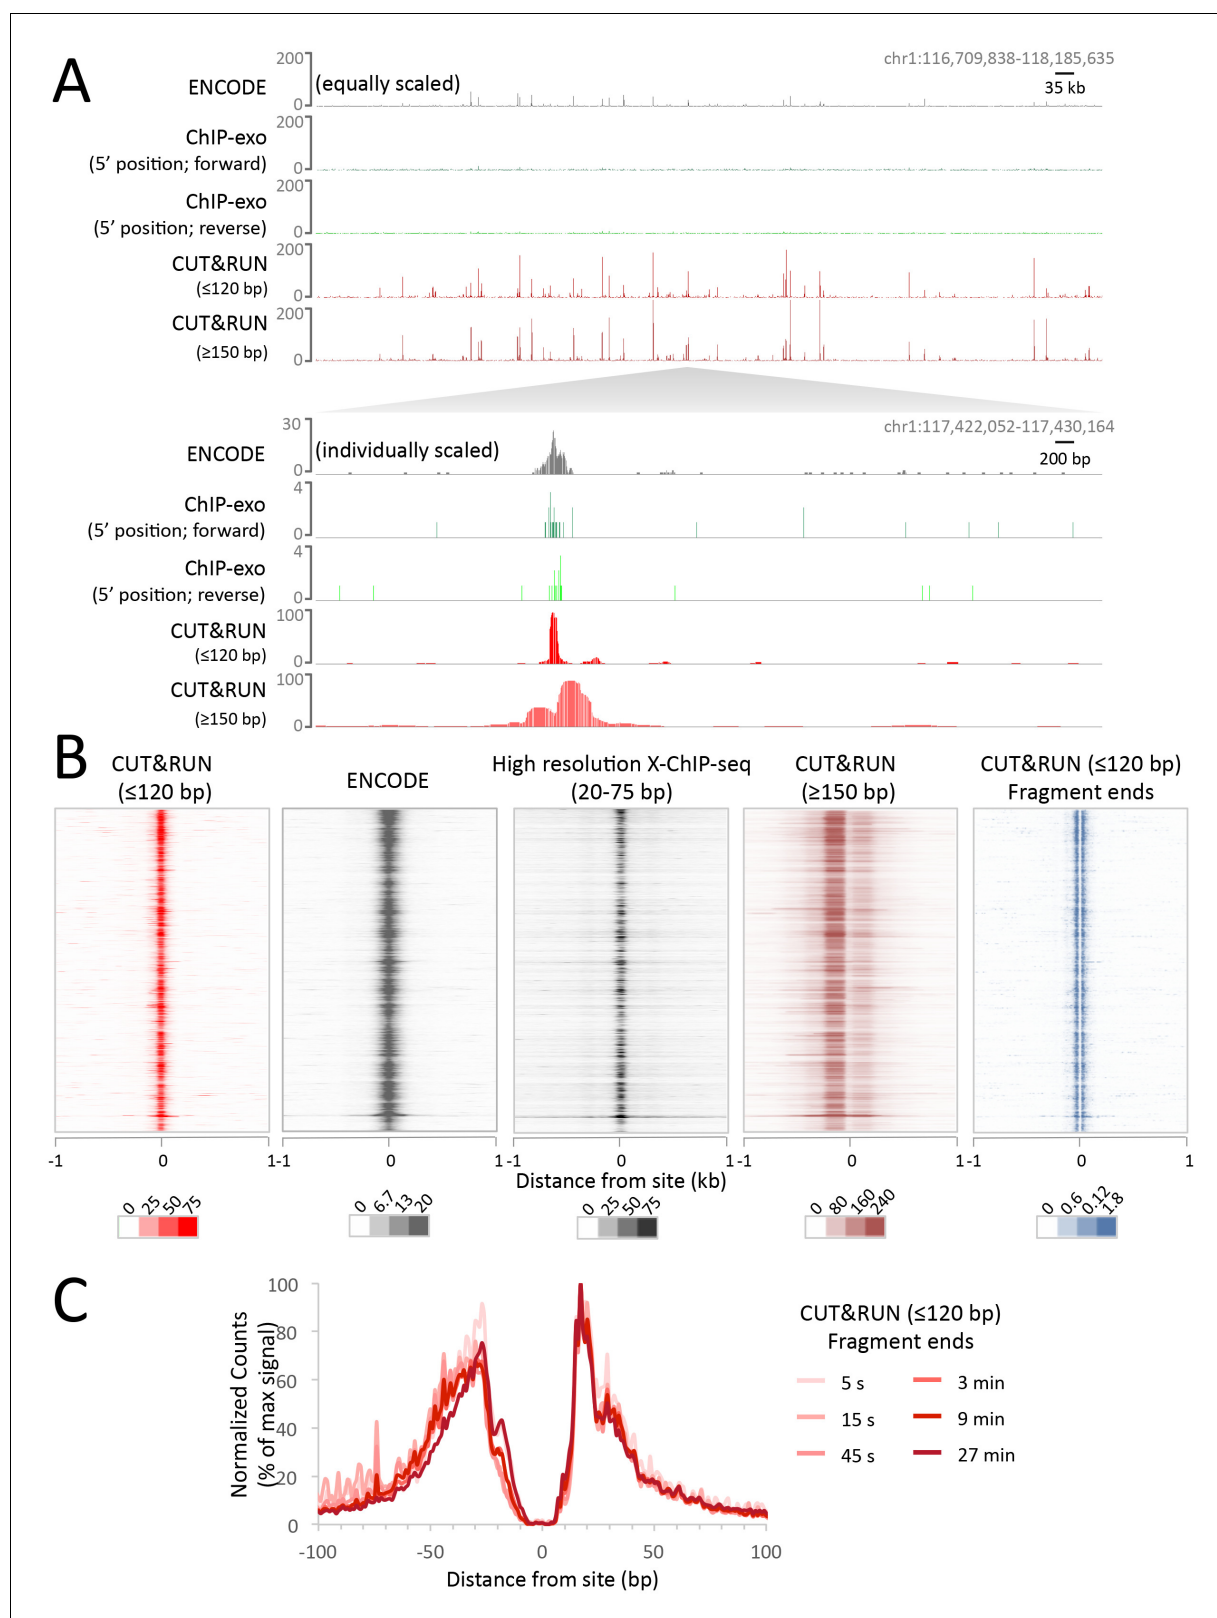 A
200
chr1:116,709,838-118,185,635
ENCODE
(equally scaled)
35 kb
0
200
ChIP-exo
(5’ position; forward)
0
200
ChIP-exo
(5’ position; reverse)
0
200
CUT&RUN
(≤120 bp)
0
200
CUT&RUN
(≥150 bp)
0
30
chr1:117,422,052-117,430,164
ENCODE
(individually scaled)
200 bp
0
4
ChIP-exo
(5’ position; forward)
0
4
ChIP-exo
(5’ position; reverse)
0
100
CUT&RUN
(≤120 bp)
0
100
CUT&RUN
(≥150 bp)
0
B
CUT&RUN
(≤120 bp)
ENCODE
High resolution X-ChIP-seq
(20-75 bp)
CUT&RUN
(≥150 bp)
CUT&RUN (≤120 bp)
Fragment ends
-1 0 1
-1 0 1
-1 0 1
-1 0 1
-1 0 1
Distance from site (kb)
0 25 50 75
0 6.7 13 20
0 25 50 75
0 80 160 240
0 0.6 0.12 1.8
C
Normalized Counts
(% of max signal)
100
80
60
40
20
0
-100 -50 0 50 100
Distance from site (bp)
CUT&RUN (≤120 bp)
Fragment ends
5 s 3 min
15 s 9 min
45 s 27 min